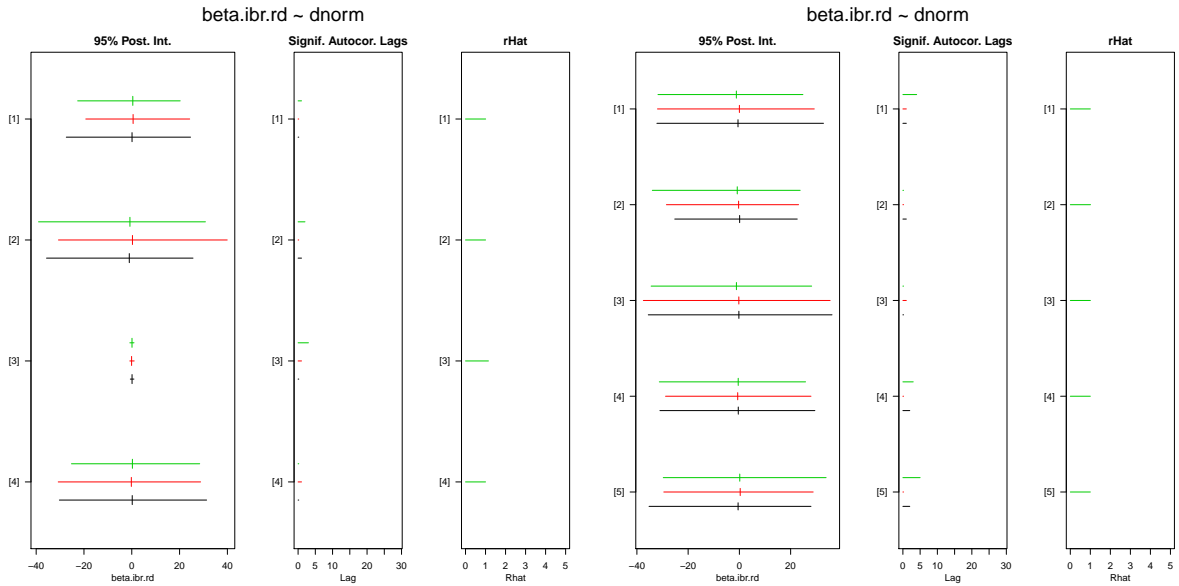 beta.ibr.rd ~ dnorm
95% Post. Int.
Signif. Autocor. Lags
rHat
[1]
[2]
[3]
[4]
−40 −20 0 20 40
beta.ibr.rd
[1]
[2]
[3]
[4]
0 5 10 15 20 25 30
Lag
[1]
[2]
[3]
[4]
0 1 2 3 4 5
Rhat
beta.ibr.rd ~ dnorm
95% Post. Int.
Signif. Autocor. Lags
rHat
[1]
[2]
[3]
[4]
[5]
−40 −20 0 20
beta.ibr.rd
[1]
[2]
[3]
[4]
[5]
0 5 10 15 20 25 30
Lag
[1]
[2]
[3]
[4]
[5]
0 1 2 3 4 5
Rhat